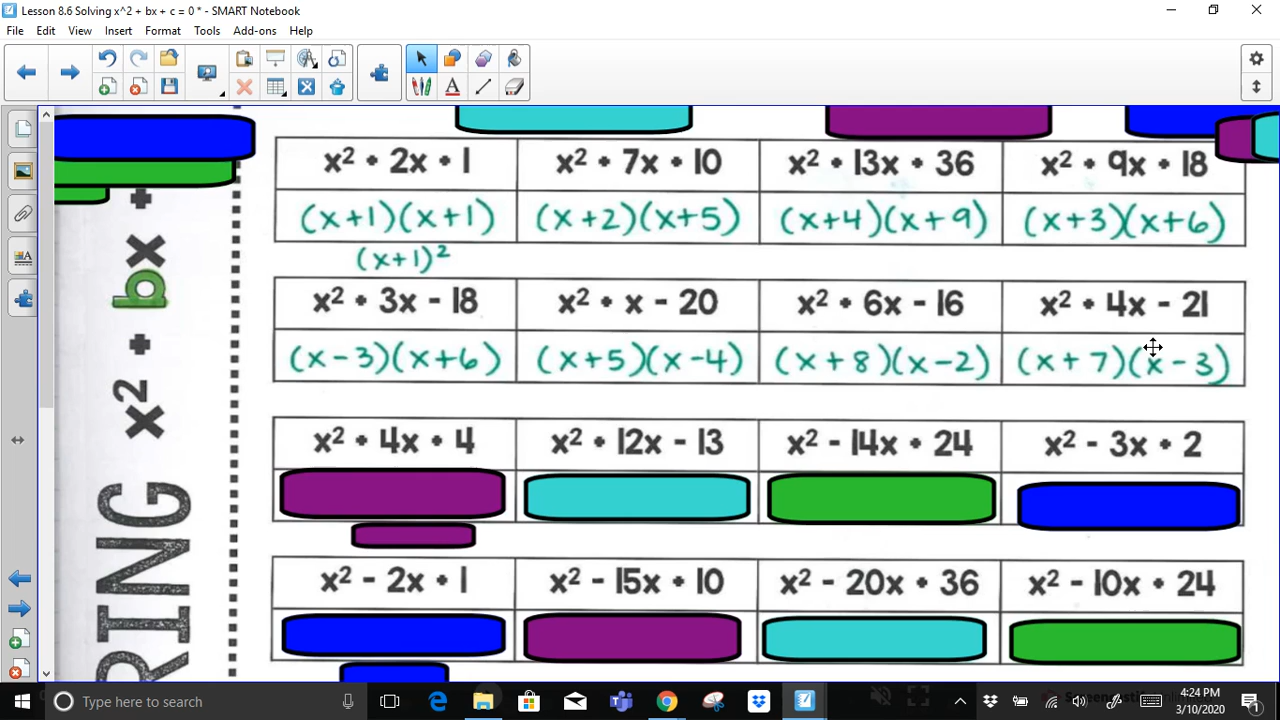 Lesson 8.6 Solving x^2 + bx + c = 0 * - SMART Notebook
File Edit View Insert Format Tools Add-ons Help
x² + 2x + 1 x² + 7x + 10 x² + 13x + 36 x² + 9x + 18
(x+1)(x+1) (x+2)(x+5) (x+4)(x+9) (x+3)(x+6)
(x+1)²
x² + 3x - 18 x² + x - 20 x² + 6x - 16 x² + 4x - 21
(x-3)(x+6) (x+5)(x-4) (x+8)(x-2) (x+7)(x-3)
x² + 4x + 4 x² + 12x - 13 x² - 14x + 24 x² - 3x + 2
x² - 2x + 1 x² - 15x + 10 x² - 20x + 36 x² - 10x + 24
RING x² + bx +
Type here to search
4:24 PM
3/10/2020